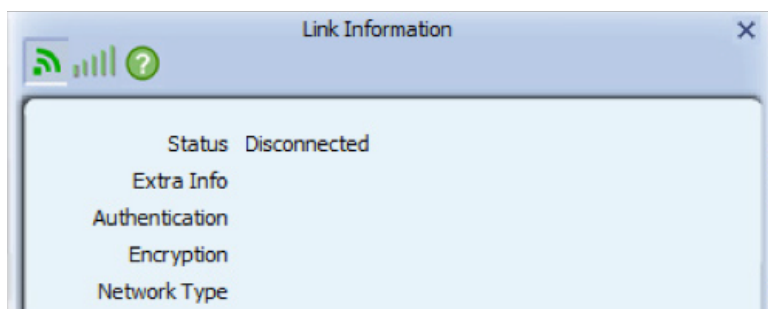 Link Information
Status Disconnected
Extra Info
Authentication
Encryption
Network Type